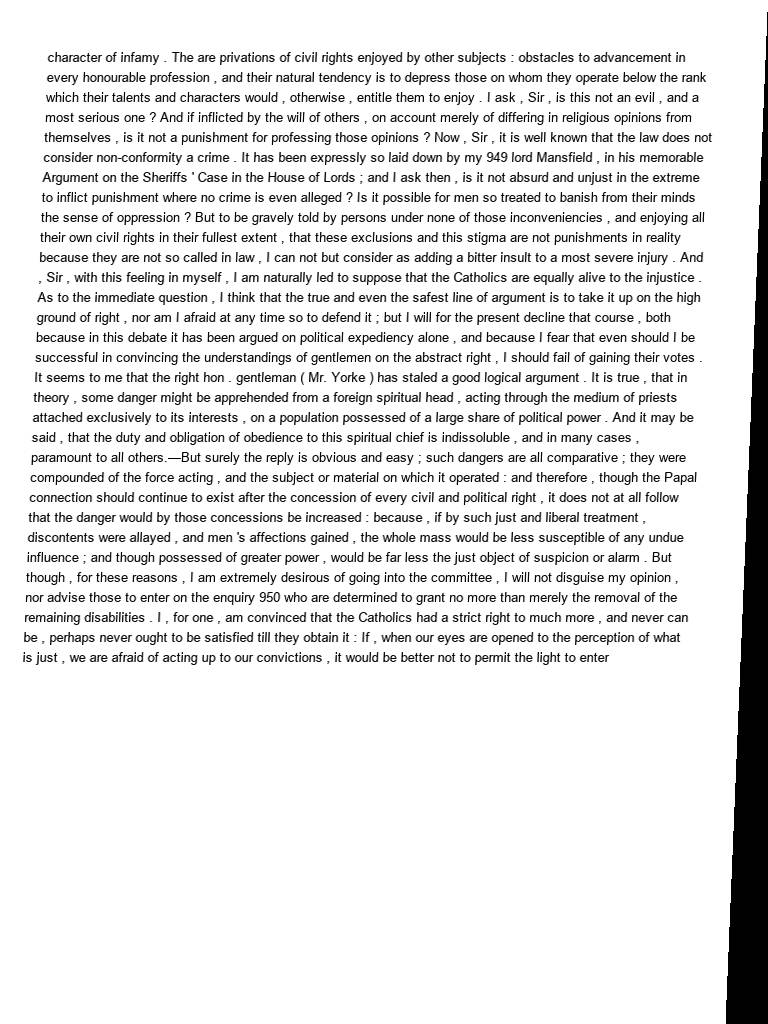 character of infamy . The are privations of civil rights enjoyed by other subjects : obstacles to advancement in
every honourable profession , and their natural tendency is to depress those on whom they operate below the rank
which their talents and characters would , otherwise , entitle them to enjoy . I ask , Sir , is this not an evil , and a
most serious one ? And if inflicted by the will of others , on account merely of differing in religious opinions from
themselves , is it not a punishment for professing those opinions ? Now , Sir , it is well known that the law does not
consider non-conformity a crime . It has been expressly so laid down by my 949 lord Mansfield , in his memorable
Argument on the Sheriffs ' Case in the House of Lords ; and I ask then , is it not absurd and unjust in the extreme
to inflict punishment where no crime is even alleged ? Is it possible for men so treated to banish from their minds
the sense of oppression ? But to be gravely told by persons under none of those inconveniencies , and enjoying all
their own civil rights in their fullest extent , that these exclusions and this stigma are not punishments in reality
because they are not so called in law , I can not but consider as adding a bitter insult to a most severe injury . And
, Sir , with this feeling in myself , I am naturally led to suppose that the Catholics are equally alive to the injustice .
As to the immediate question , I think that the true and even the safest line of argument is to take it up on the high
ground of right , nor am I afraid at any time so to defend it ; but I will for the present decline that course , both
because in this debate it has been argued on political expediency alone , and because I fear that even should I be
successful in convincing the understandings of gentlemen on the abstract right , I should fail of gaining their votes .
It seems to me that the right hon . gentleman ( Mr. Yorke ) has staled a good logical argument . It is true , that in
theory , some danger might be apprehended from a foreign spiritual head , acting through the medium of priests
attached exclusively to its interests , on a population possessed of a large share of political power . And it may be
said , that the duty and obligation of obedience to this spiritual chief is indissoluble , and in many cases ,
paramount to all others.—But surely the reply is obvious and easy ; such dangers are all comparative ; they were
compounded of the force acting , and the subject or material on which it operated : and therefore , though the Papal
connection should continue to exist after the concession of every civil and political right , it does not at all follow
that the danger would by those concessions be increased : because , if by such just and liberal treatment ,
discontents were allayed , and men 's affections gained , the whole mass would be less susceptible of any undue
influence ; and though possessed of greater power , would be far less the just object of suspicion or alarm . But
though , for these reasons , I am extremely desirous of going into the committee , I will not disguise my opinion ,
nor advise those to enter on the enquiry 950 who are determined to grant no more than merely the removal of the
remaining disabilities . I , for one , am convinced that the Catholics had a strict right to much more , and never can
be , perhaps never ought to be satisfied till they obtain it : If , when our eyes are opened to the perception of what
is just , we are afraid of acting up to our convictions , it would be better not to permit the light to enter